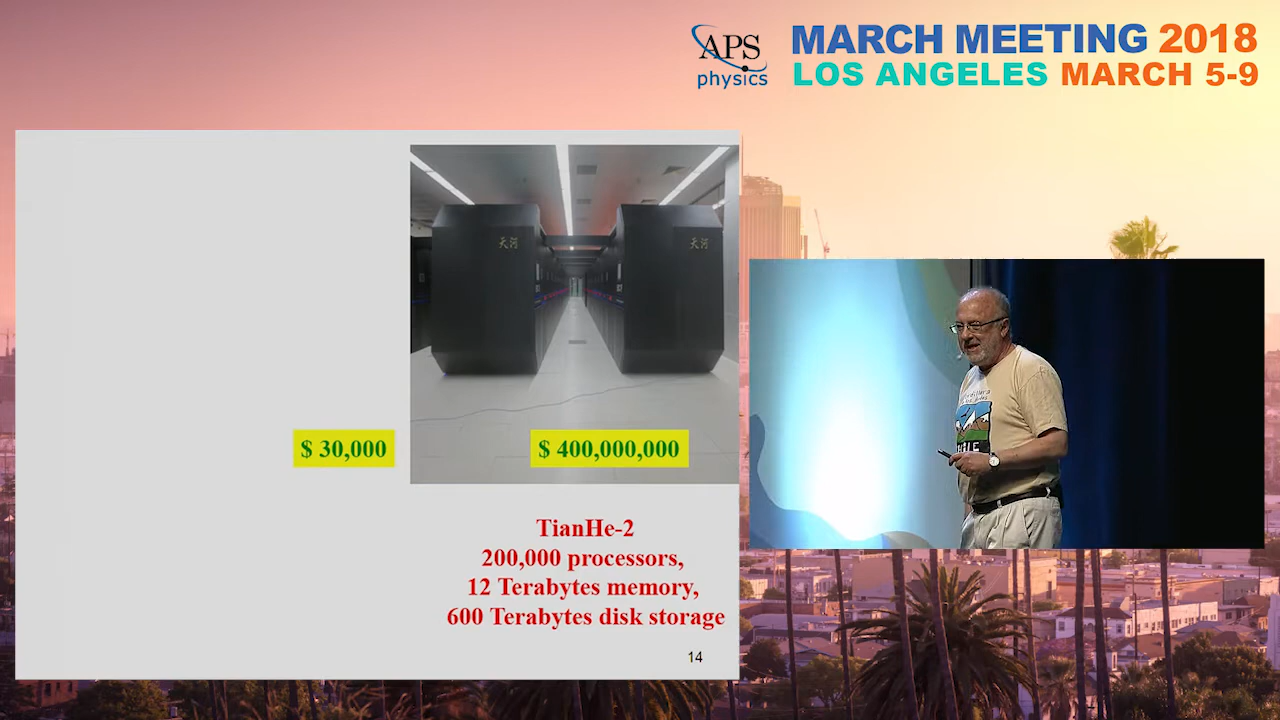 APS
physics
MARCH MEETING 2018
LOS ANGELES MARCH 5-9
天河
天河
$ 30,000
$ 400,000,000
TianHe-2
200,000 processors,
12 Terabytes memory,
600 Terabytes disk storage
14